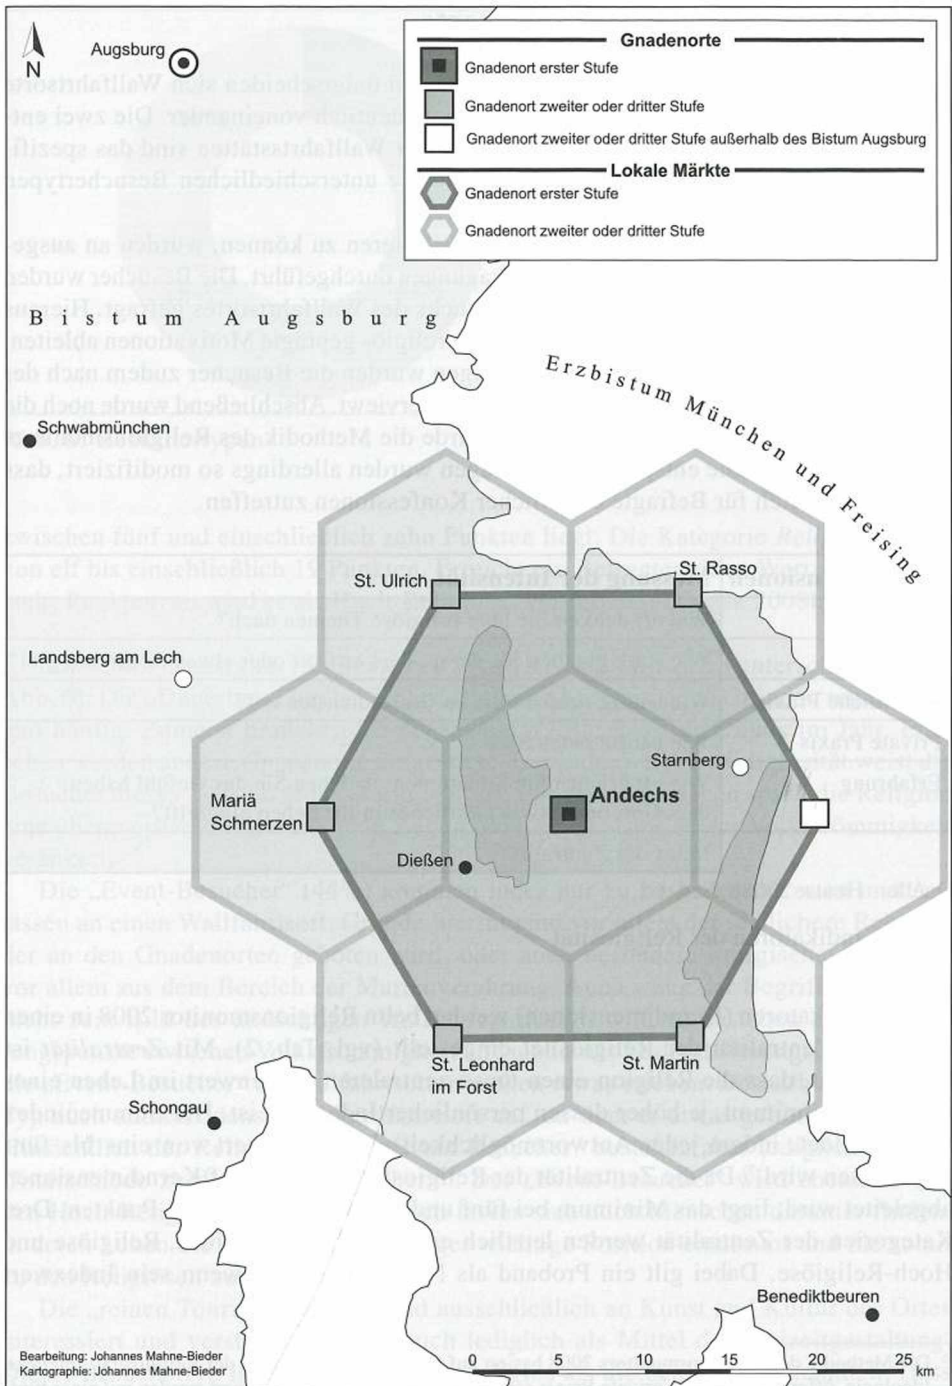 N
Augsburg
Gnadenorte
Gnadenort erster Stufe
Gnadenort zweiter oder dritter Stufe
Gnadenort zweiter oder dritter Stufe außerhalb des Bistum Augsburg
Lokale Märkte
Gnadenort erster Stufe
Gnadenort zweiter oder dritter Stufe
Bistum Augsburg
Erzbistum München und Freising
Schwabmünchen
St. Ulrich
St. Rasso
Landsberg am Lech
Starnberg
Andechs
Mariä
Schmerzen
Dießen
St. Leonhard
im Forst
St. Martin
Schongau
Benediktbeuren
Bearbeitung: Johannes Mahne-Bieder
Kartographie: Johannes Mahne-Bieder
0 5 10 15 20 25
km